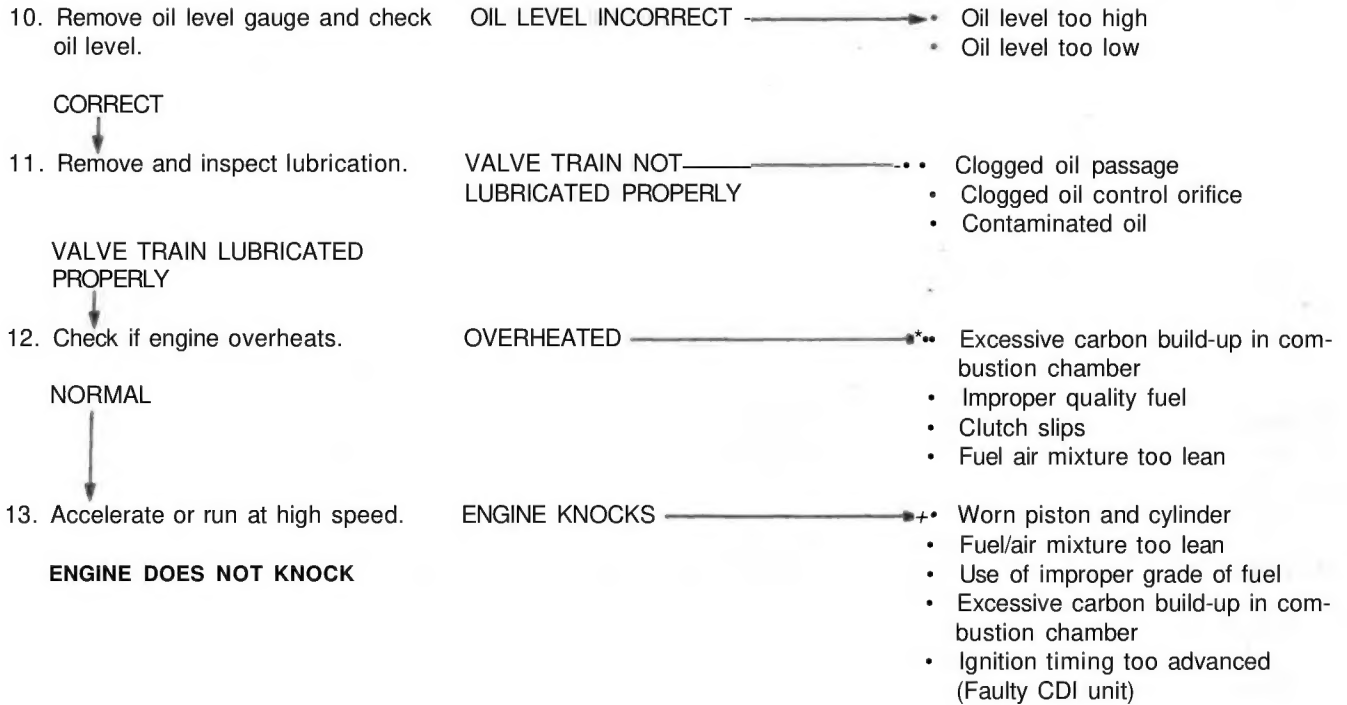 10. Remove oil level gauge and check
oil level.
OIL LEVEL INCORRECT
• Oil level too high
• Oil level too low
CORRECT
11. Remove and inspect lubrication.
VALVE TRAIN NOT
LUBRICATED PROPERLY
• Clogged oil passage
• Clogged oil control orifice
• Contaminated oil
VALVE TRAIN LUBRICATED
PROPERLY
12. Check if engine overheats.
OVERHEATED
• Excessive carbon build-up in com-
bustion chamber
• Improper quality fuel
• Clutch slips
• Fuel air mixture too lean
NORMAL
13. Accelerate or run at high speed.
ENGINE KNOCKS
• Worn piston and cylinder
• Fuel/air mixture too lean
• Use of improper grade of fuel
• Excessive carbon build-up in com-
bustion chamber
• Ignition timing too advanced
(Faulty CDI unit)
ENGINE DOES NOT KNOCK